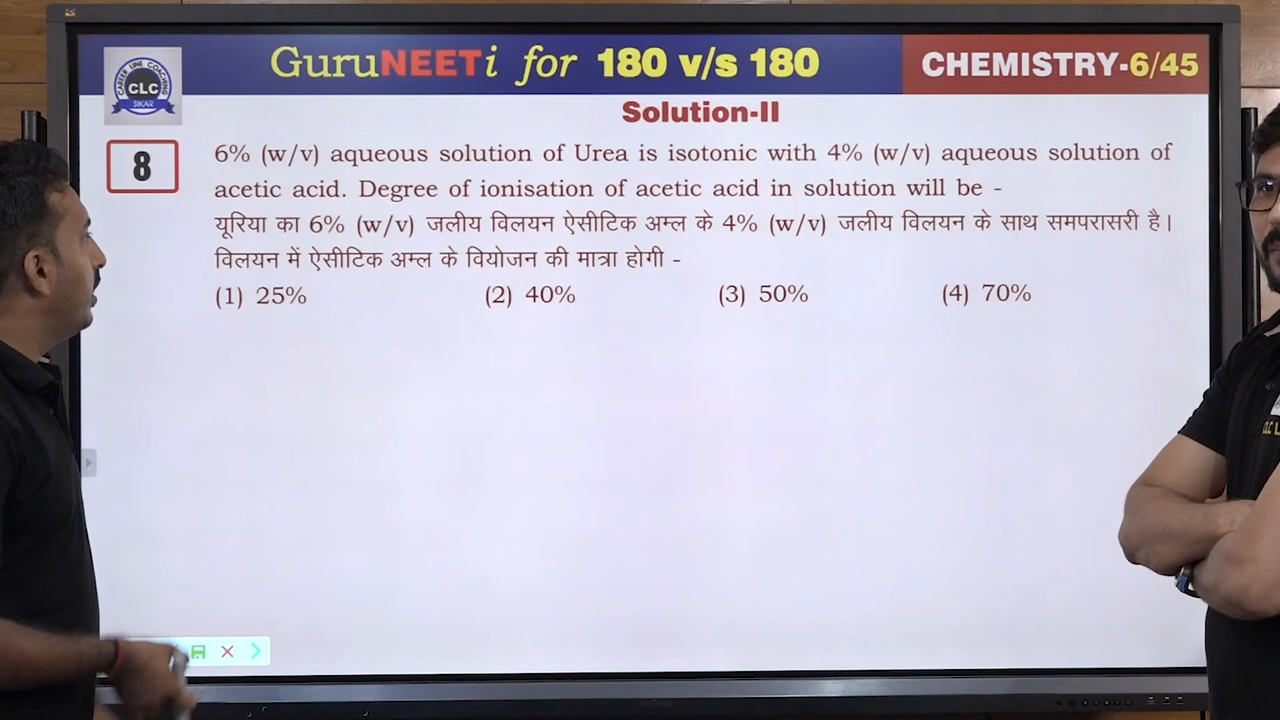 GuruNEETi for 180 v/s 180
CHEMISTRY-6/45
CAREER LINE COACHING
CLC
SIKAR
Solution-II
8
6% (w/v) aqueous solution of Urea is isotonic with 4% (w/v) aqueous solution of
acetic acid. Degree of ionisation of acetic acid in solution will be -
यूरिया का 6% (w/v) जलीय विलयन ऐसीटिक अम्ल के 4% (w/v) जलीय विलयन के साथ समपरासरी है।
विलयन में ऐसीटिक अम्ल के वियोजन की मात्रा होगी -
(1) 25% (2) 40% (3) 50% (4) 70%
CLC